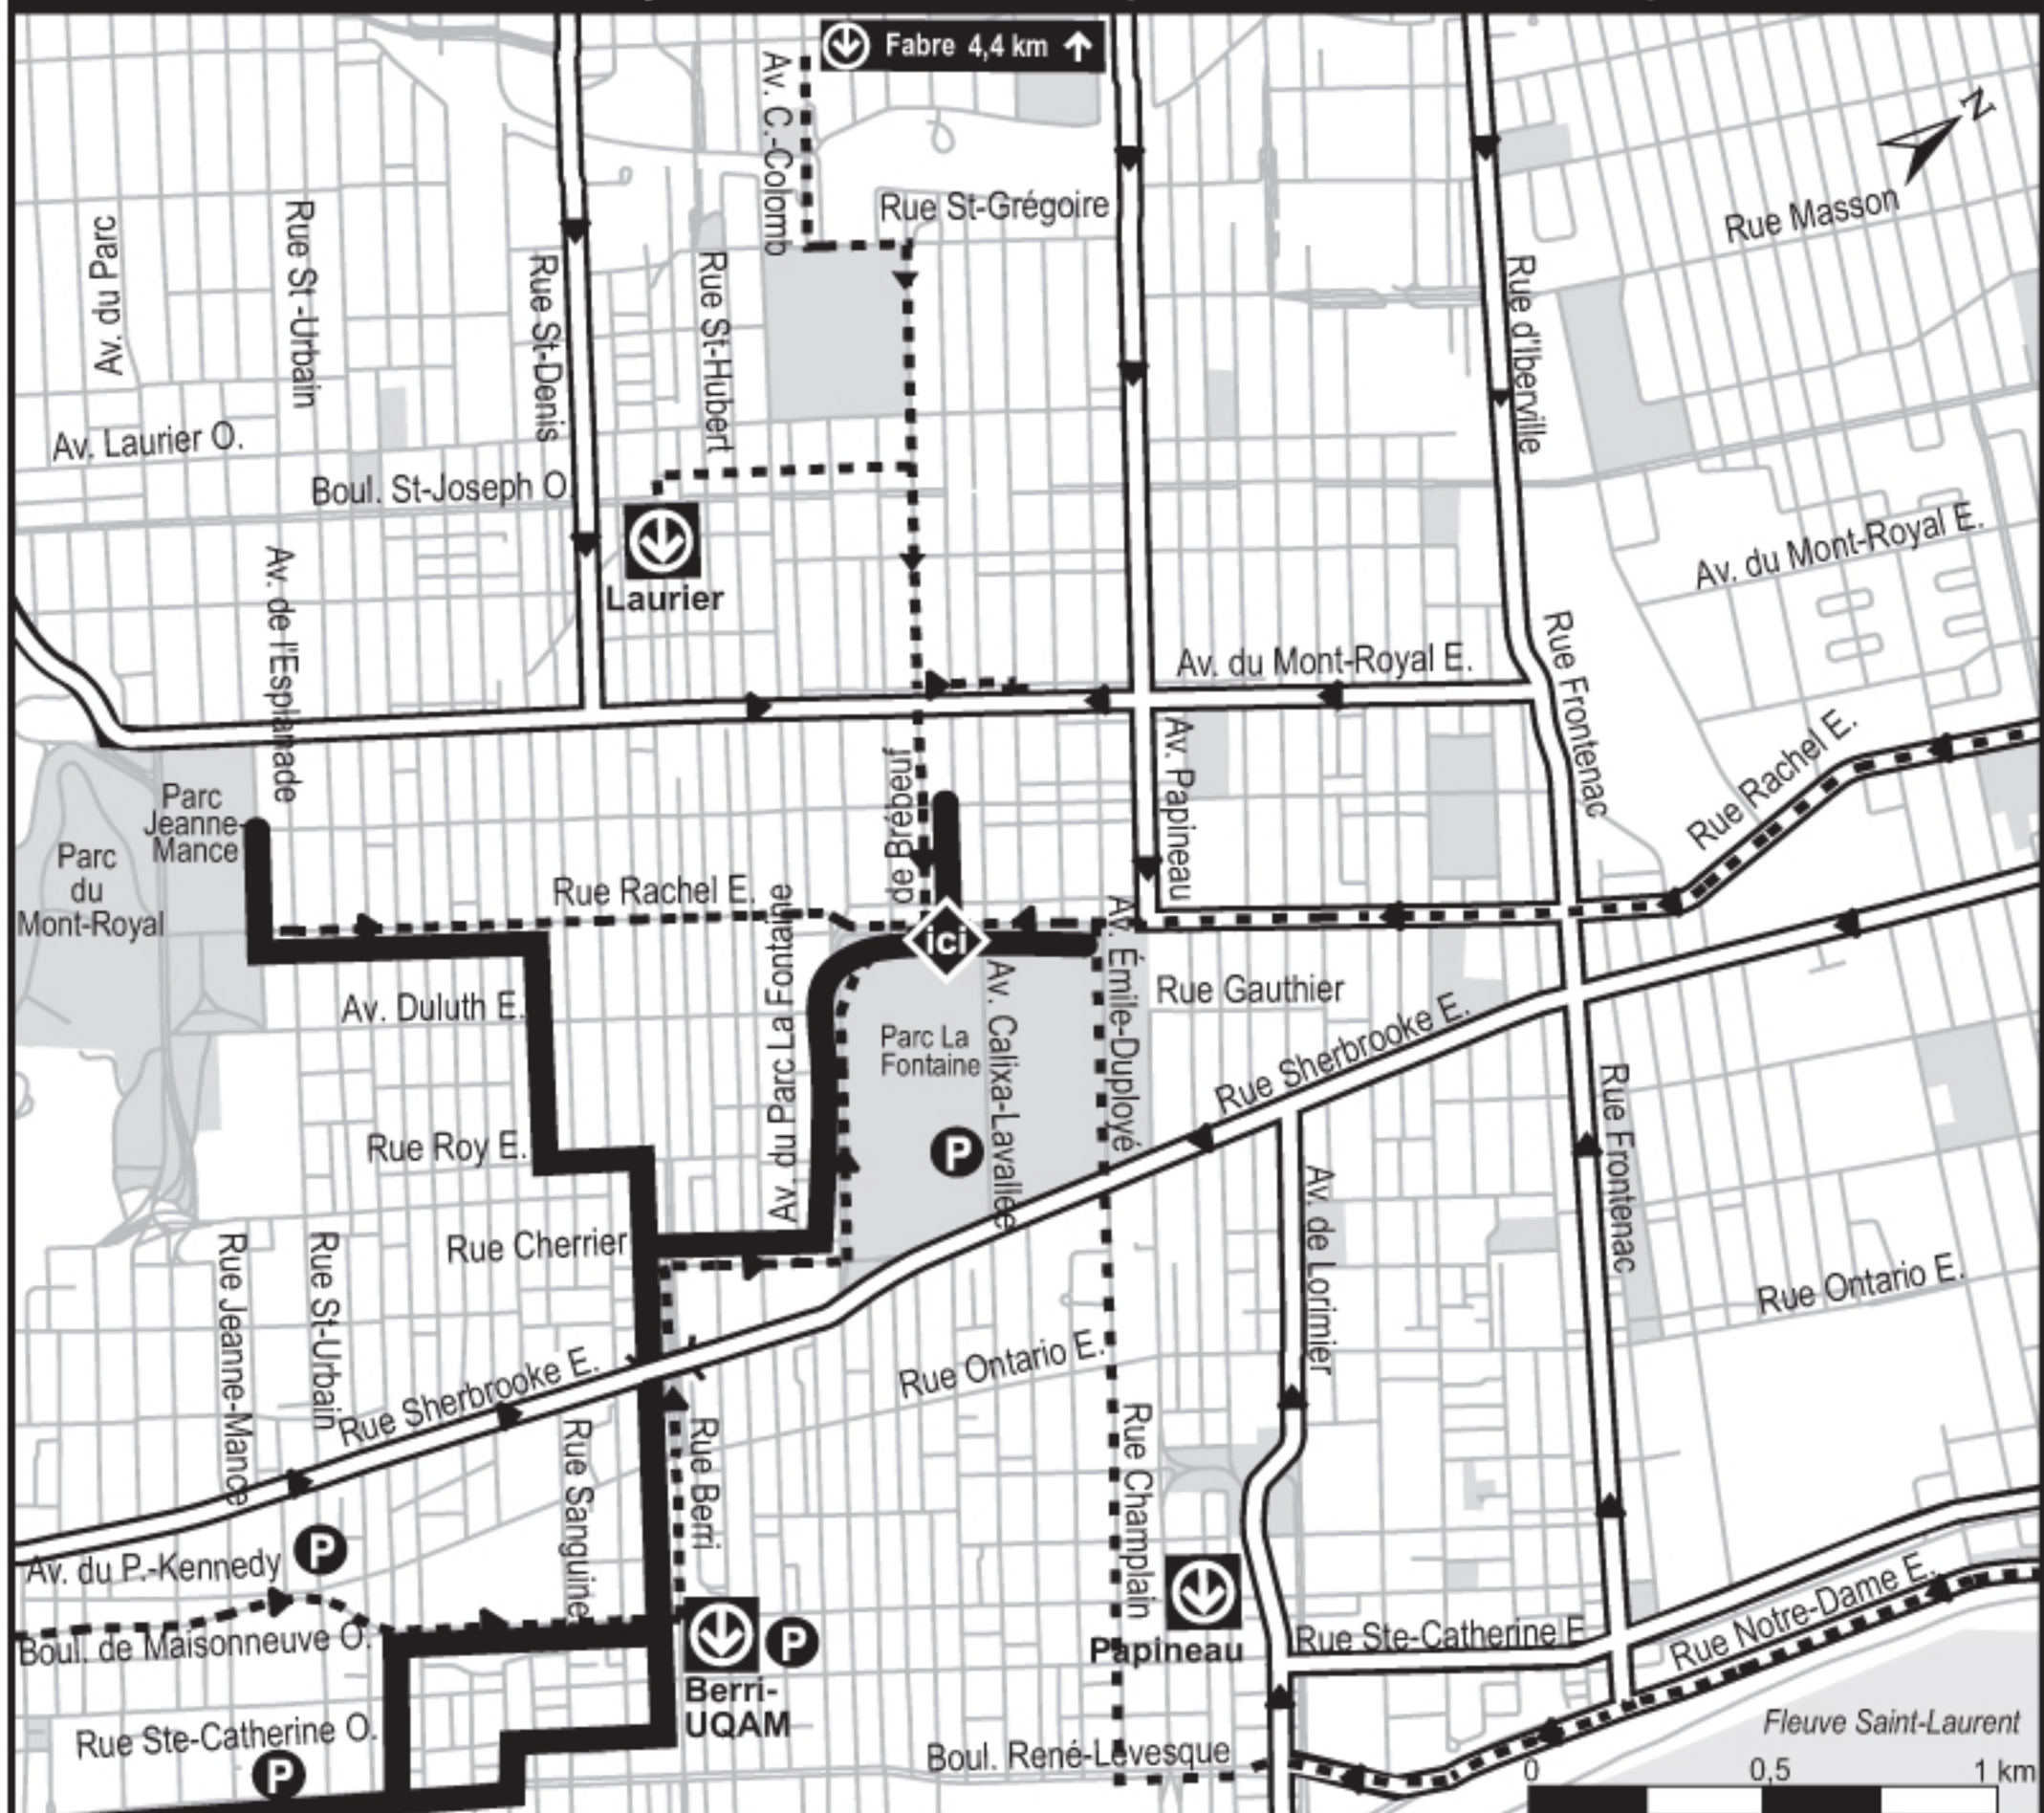 Fabre 4,4 km
N
Av. C.-Colomb
Rue St-Grégoire
Rue Masson
Av. du Parc
Rue St-Urbain
Rue St-Denis
Rue St-Hubert
Rue d'Iberville
Av. Laurier O.
Boul. St-Joseph O.
Laurier
Av. du Mont-Royal E.
Av. de l'Esplanade
Av. du Mont-Royal E.
Rue Frontenac
Rue Rachel E.
Parc
Jeanne-
Mance
Parc
du
Mont-Royal
de Brébeuf
Av. Papineau
Rue Rachel E.
ici
Av. du Parc La Fontaine
Av. Émile-Duployé
Av. Calixa-Lavallée
Rue Gauthier
Av. Duluth E.
Parc La
Fontaine
P
Rue Sherbrooke E.
Rue Frontenac
Rue Roy E.
Av. de Lorimier
Rue Cherrier
Rue Jeanne-Mance
Rue St-Urbain
Rue Ontario E.
Rue Ontario E.
Rue Sherbrooke E.
Rue Sanguinet
Rue Berri
Rue Champlain
Av. du P.-Kennedy
P
Boul. de Maisonneuve O.
P
Berri-
UQAM
Papineau
Rue Ste-Catherine E
Rue Notre-Dame E.
Rue Ste-Catherine O.
P
Boul. René-Levesque
Fleuve Saint-Laurent
0 0,5 1 km